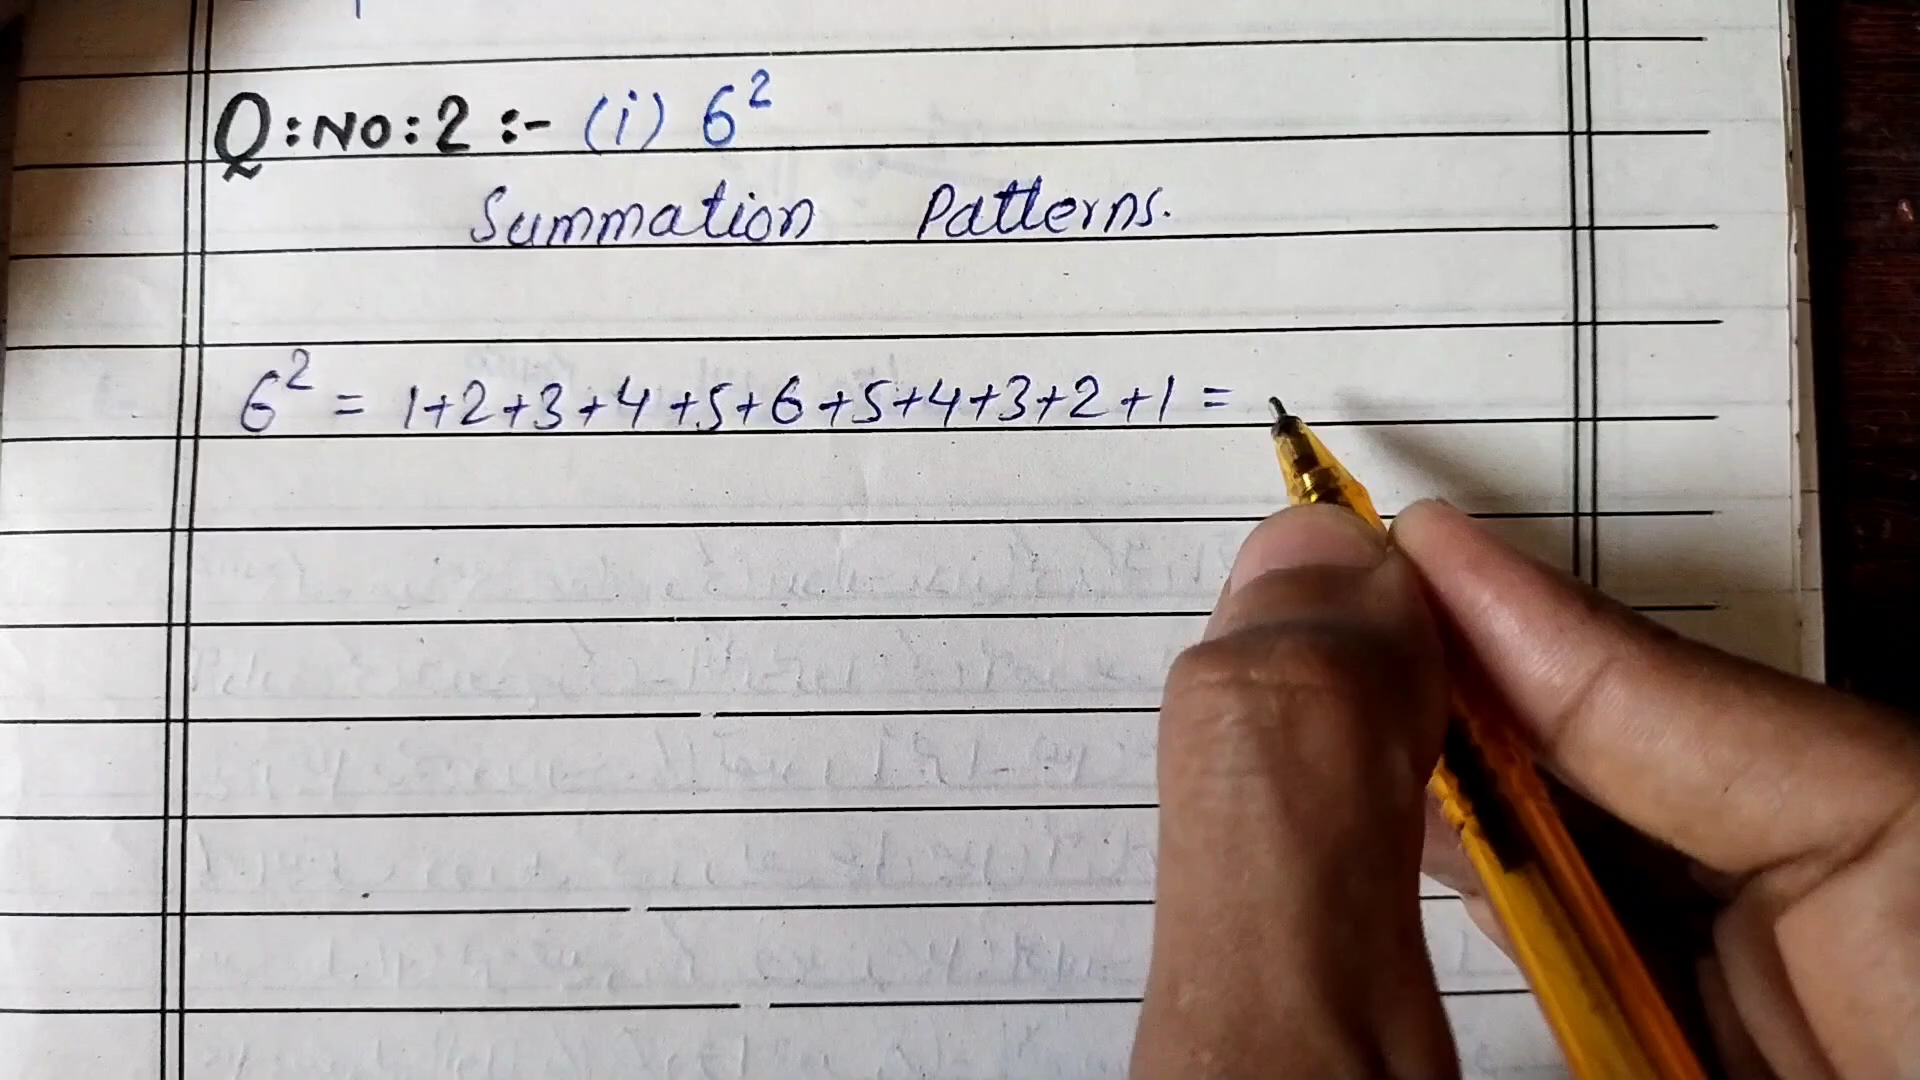 Q:NO:2:- (i) 6²
Summation Patterns.
6² = 1+2+3+4+5+6+5+4+3+2+1 =